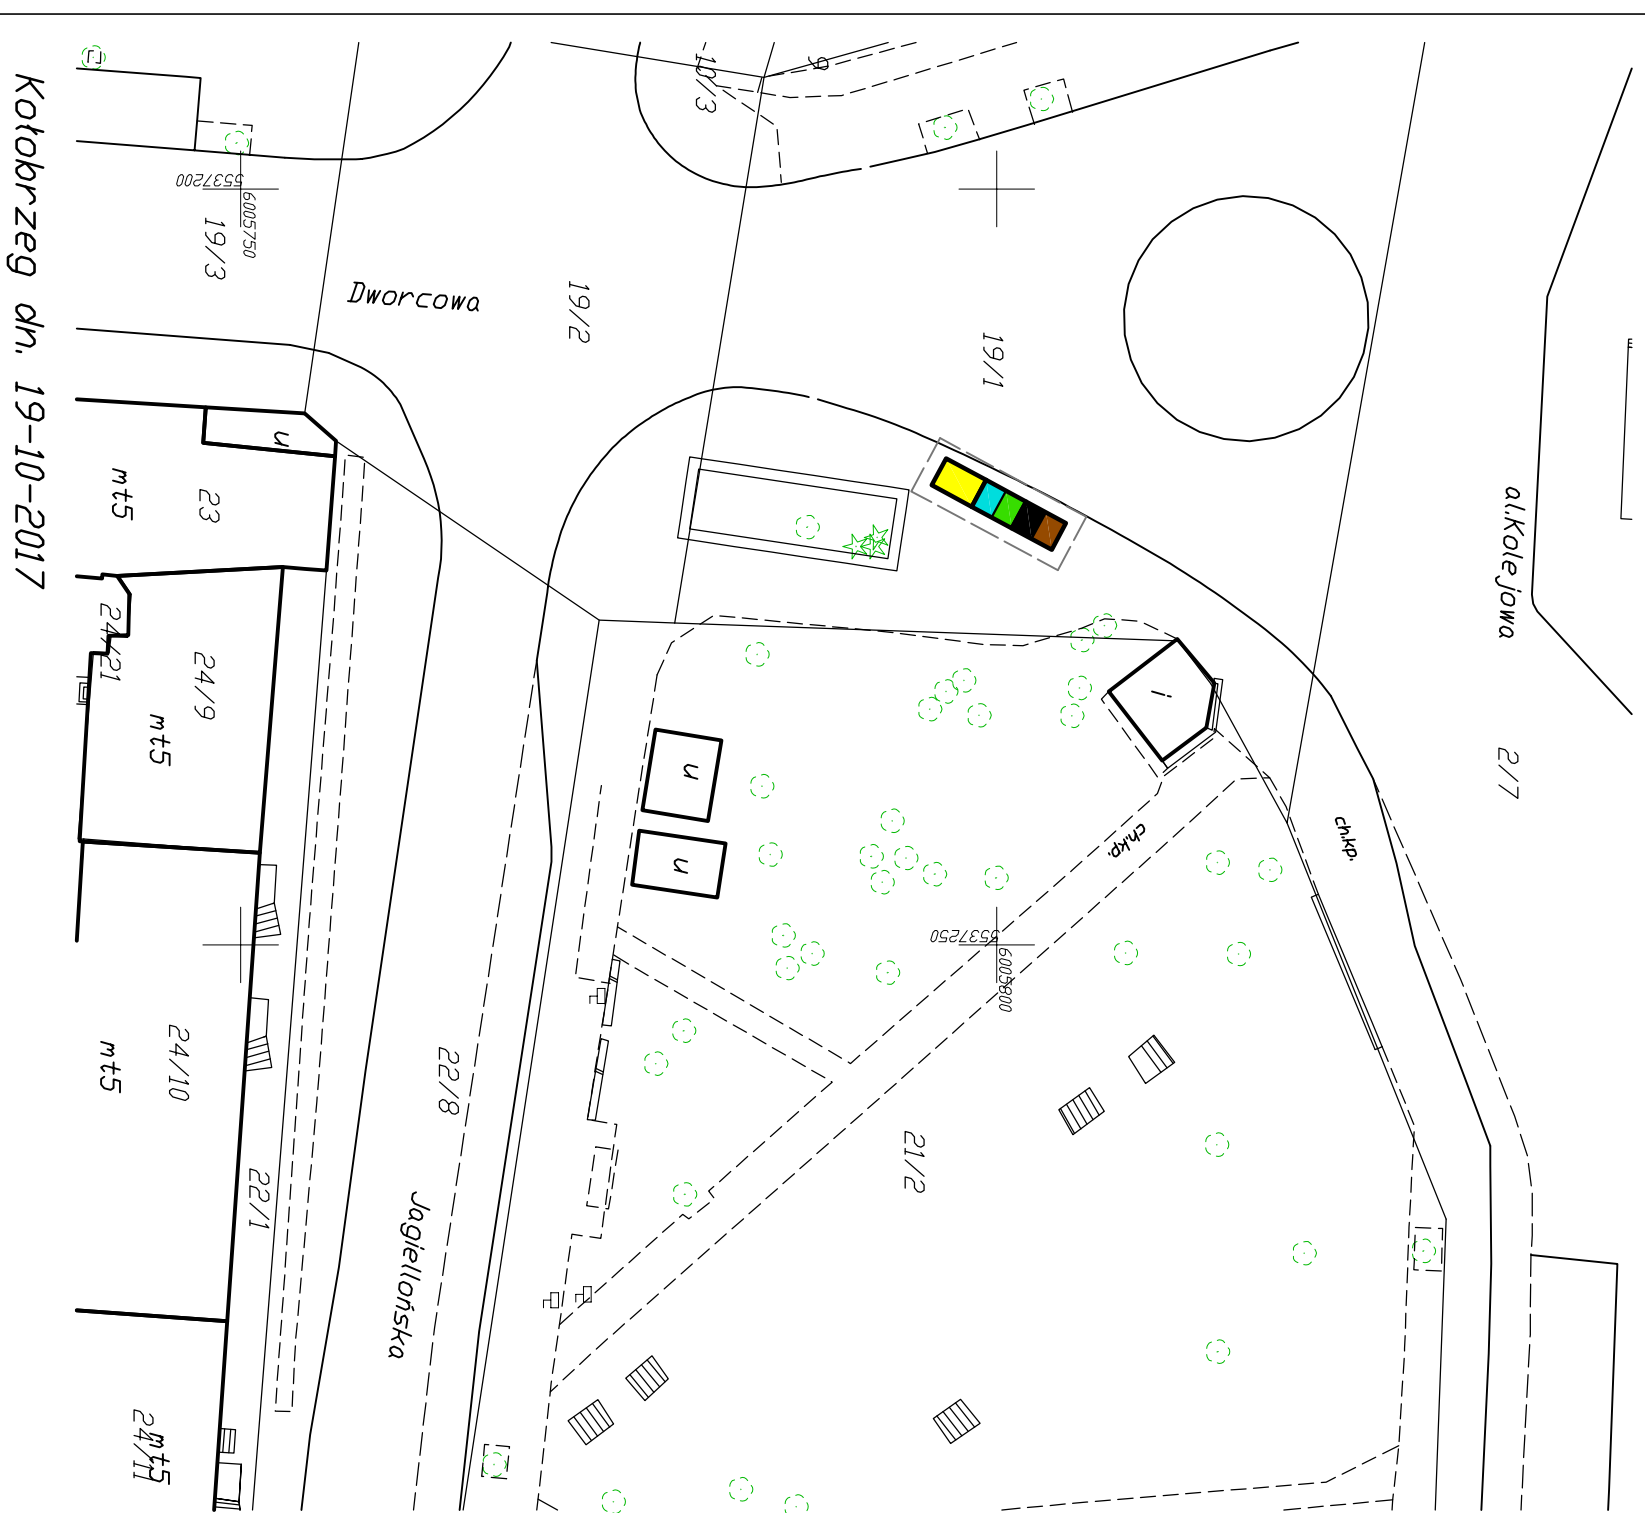 Kołobrzeg dn. 19-10-2017
10/3
g
5537200
6005750
19/3
Dworcowa
19/2
19/1
al.Kolejowa
u
23
mt5
24/21
24/9
mt5
i
2/7
u
u
ch.kp.
ch.kp.
5537250
6005800
24/10
mt5
22/8
21/2
22/1
Jagiellońska
mt5
24/11